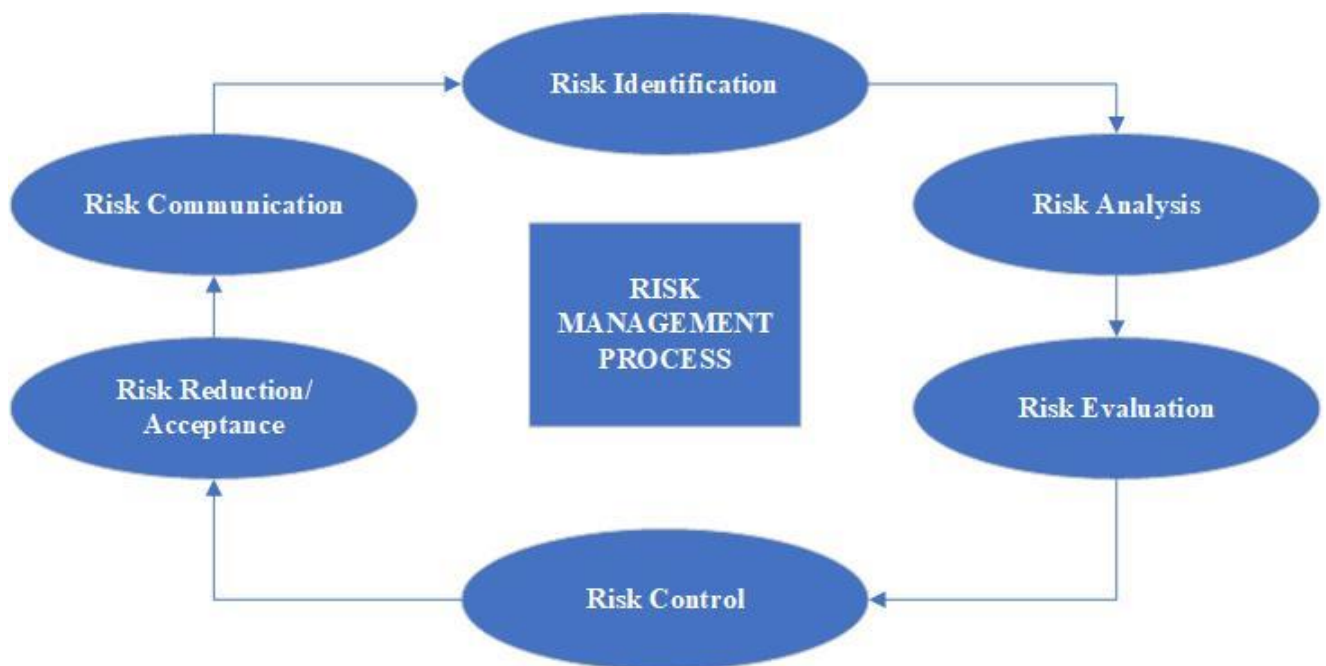 Risk Identification
Risk Communication
Risk Analysis
RISK
MANAGEMENT
PROCESS
Risk Reduction/
Acceptance
Risk Evaluation
Risk Control